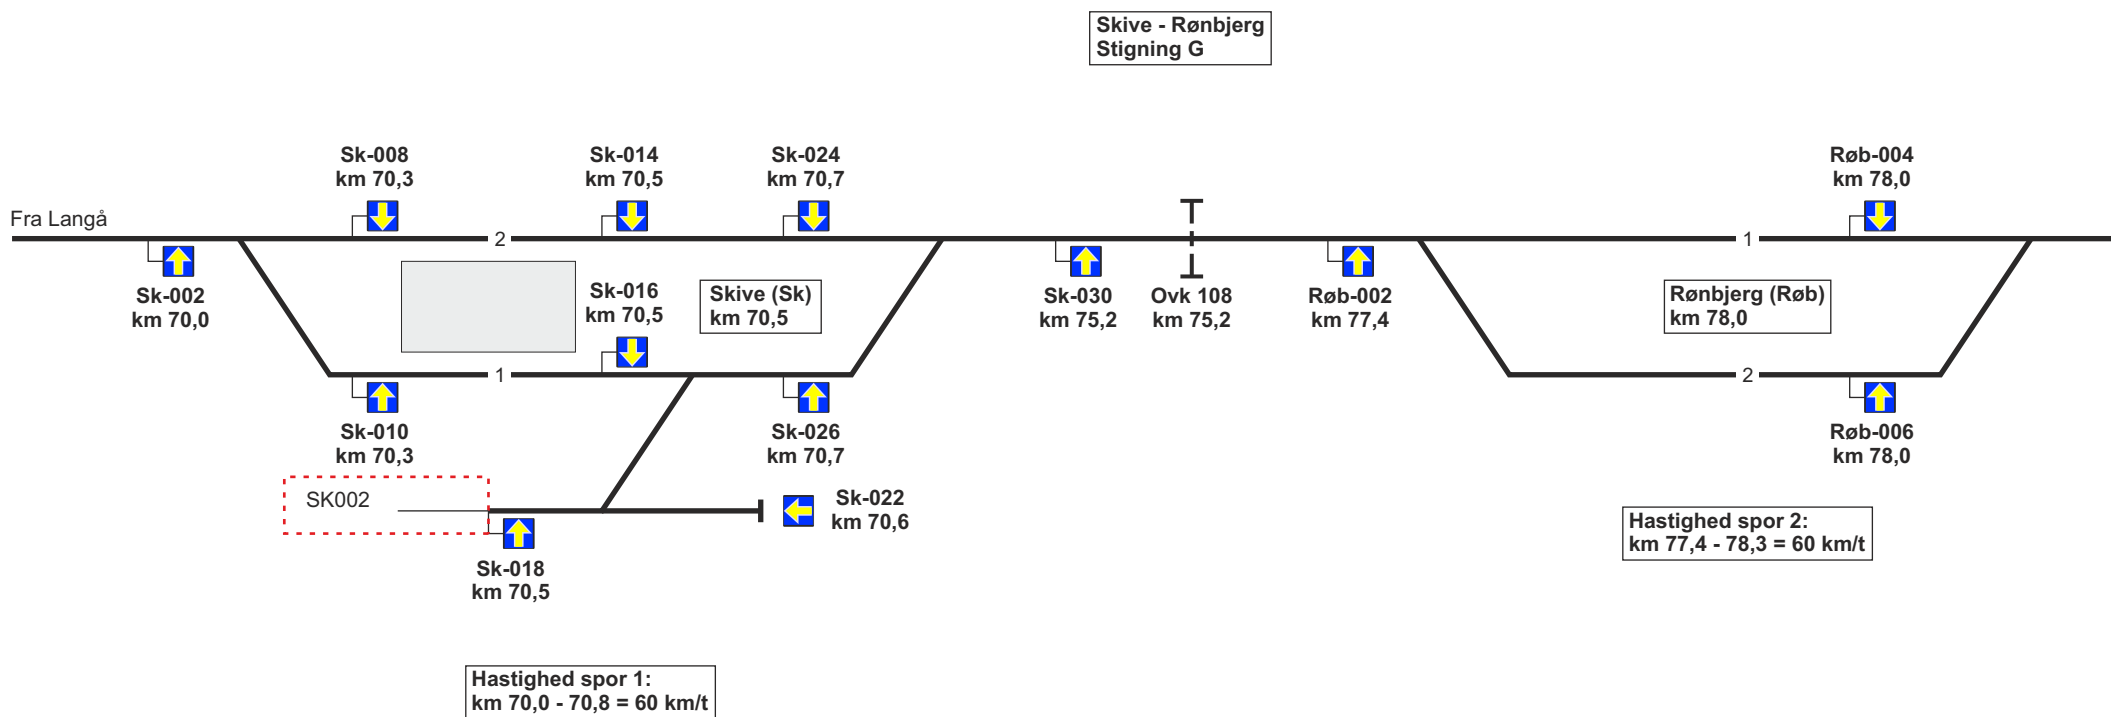 Skive - Rønbjerg
Stigning G
Sk-008
km 70,3
Sk-014
km 70,5
Sk-024
km 70,7
Røb-004
km 78,0
Fra Langå
2
1
Sk-002
km 70,0
Sk-016
km 70,5
Skive (Sk)
km 70,5
Sk-030
km 75,2
Ovk 108
km 75,2
Røb-002
km 77,4
Rønbjerg (Røb)
km 78,0
1
2
Sk-010
km 70,3
Sk-026
km 70,7
Røb-006
km 78,0
SK002
Sk-022
km 70,6
Sk-018
km 70,5
Hastighed spor 2:
km 77,4 - 78,3 = 60 km/t
Hastighed spor 1:
km 70,0 - 70,8 = 60 km/t